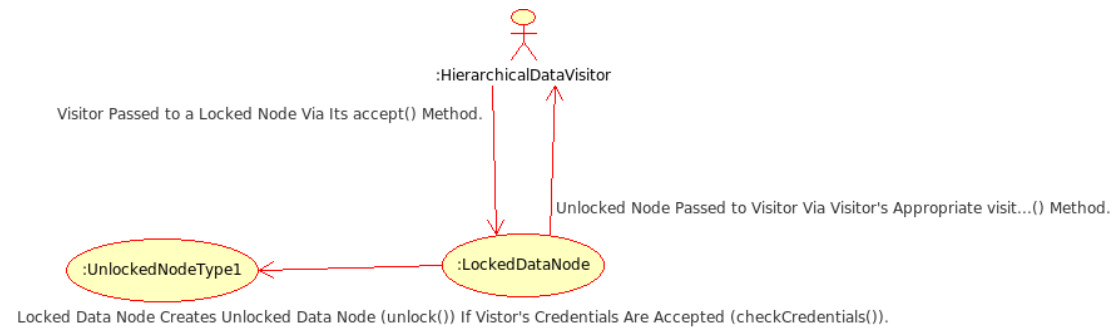 :HierarchicalDataVisitor
Visitor Passed to a Locked Node Via Its accept() Method.
Unlocked Node Passed to Visitor Via Visitor's Appropriate visit...() Method.
:UnlockedNodeType1
:LockedDataNode
Locked Data Node Creates Unlocked Data Node (unlock()) If Vistor's Credentials Are Accepted (checkCredentials()).